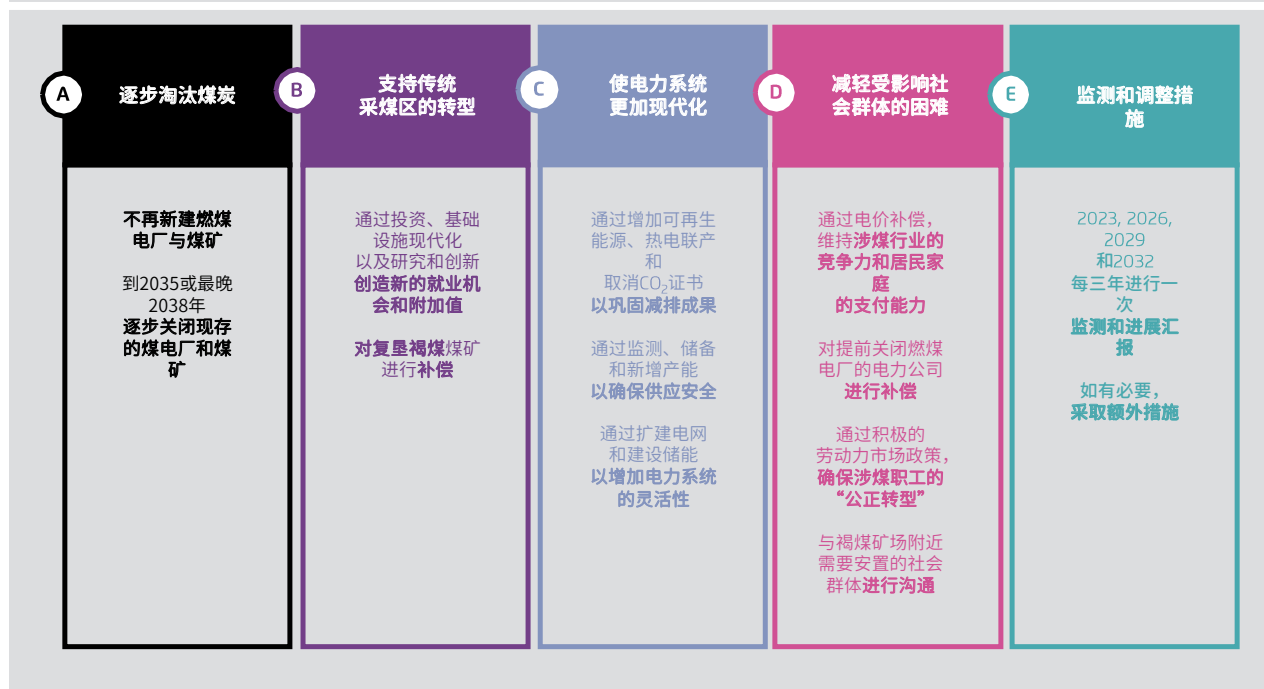 A
逐步淘汰煤炭
不再新建燃煤
电厂与煤矿
到2035或最晚
2038年
逐步关闭现存
的煤电厂和煤
矿
B
支持传统
采煤区的转型
通过投资、基础
设施现代化
以及研究和创新
创造新的就业机
会和附加值
对复垦褐煤煤矿
进行补偿
C
使电力系统
更加现代化
通过增加可再生
能源、热电联产
和
取消CO₂证书
以巩固减排成果
通过监测、储备
和新增产能
以确保供应安全
通过扩建电网
和建设储能
以增加电力系统
的灵活性
D
减轻受影响社
会群体的困难
通过电价补偿，
维持涉煤行业的
竞争力和居民家
庭
的支付能力
对提前关闭燃煤
电厂的电力公司
进行补偿
通过积极的
劳动力市场政策，
确保涉煤职工的
“公正转型”
与褐煤矿场附近
需要安置的社会
群体进行沟通
E
监测和调整措
施
2023, 2026,
2029
和2032
每三年进行一
次
监测和进展汇
报
如有必要，
采取额外措施